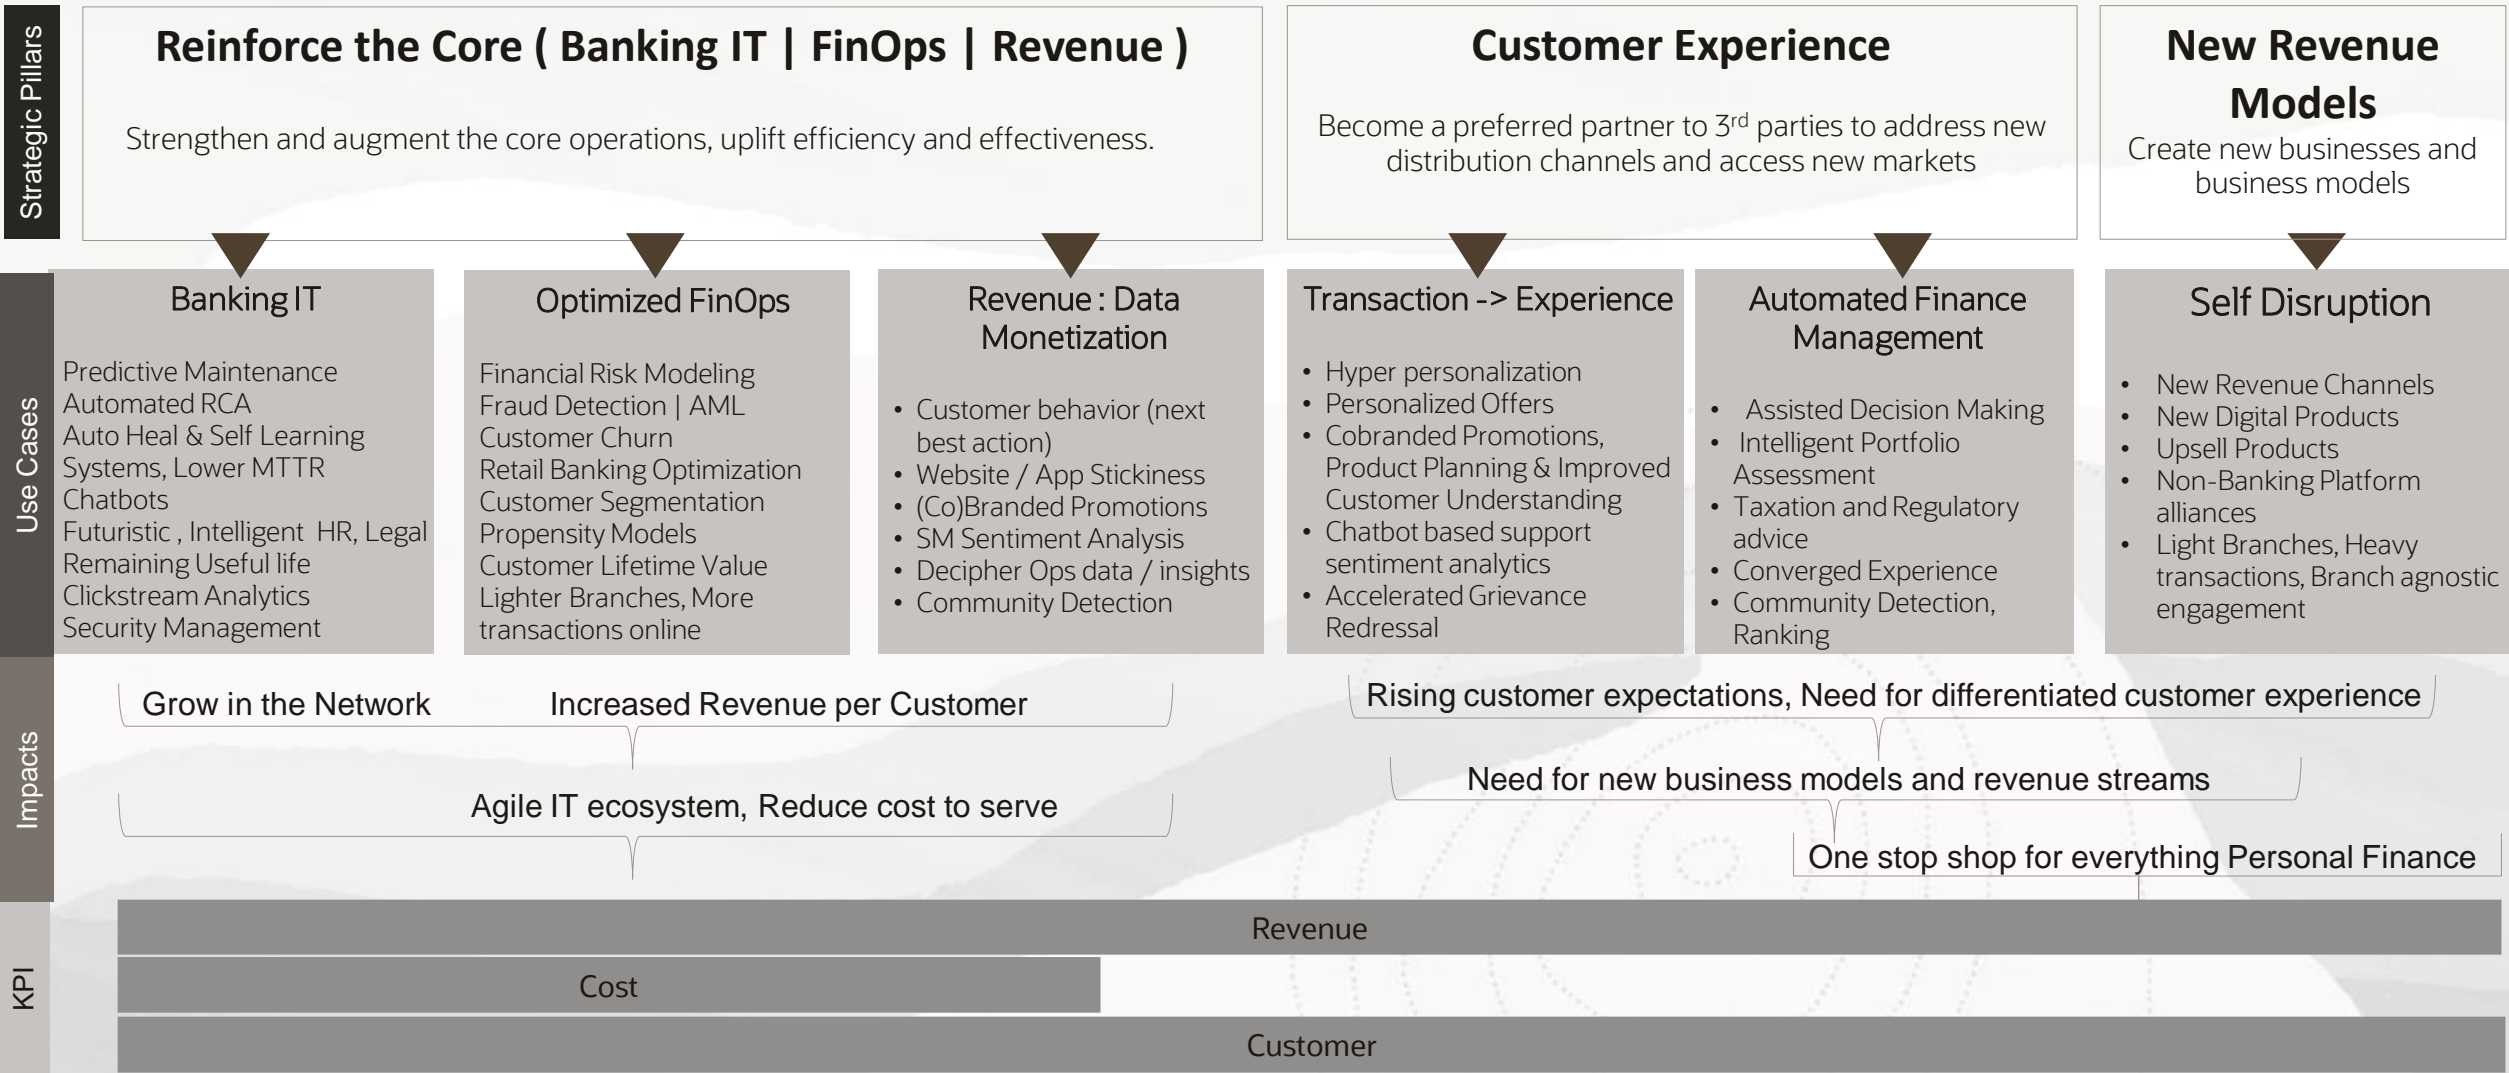 Strategic Pillars
Reinforce the Core ( Banking IT | FinOps | Revenue )
Strengthen and augment the core operations, uplift efficiency and effectiveness.
Customer Experience
Become a preferred partner to 3rd parties to address new
distribution channels and access new markets
New Revenue
Models
Create new businesses and
business models
Use Cases
Banking IT
Predictive Maintenance
Automated RCA
Auto Heal & Self Learning
Systems, Lower MTTR
Chatbots
Futuristic , Intelligent HR, Legal
Remaining Useful life
Clickstream Analytics
Security Management
Optimized FinOps
Financial Risk Modeling
Fraud Detection | AML
Customer Churn
Retail Banking Optimization
Customer Segmentation
Propensity Models
Customer Lifetime Value
Lighter Branches, More
transactions online
Revenue : Data
Monetization
• Customer behavior (next
best action)
• Website / App Stickiness
• (Co)Branded Promotions
• SM Sentiment Analysis
• Decipher Ops data / insights
• Community Detection
Transaction -> Experience
• Hyper personalization
• Personalized Offers
• Cobranded Promotions,
Product Planning & Improved
Customer Understanding
• Chatbot based support
sentiment analytics
• Accelerated Grievance
Redressal
Automated Finance
Management
• Assisted Decision Making
• Intelligent Portfolio
Assessment
• Taxation and Regulatory
advice
• Converged Experience
• Community Detection,
Ranking
Self Disruption
• New Revenue Channels
• New Digital Products
• Upsell Products
• Non-Banking Platform
alliances
• Light Branches, Heavy
transactions, Branch agnostic
engagement
Impacts
Grow in the Network
Increased Revenue per Customer
Agile IT ecosystem, Reduce cost to serve
Rising customer expectations, Need for differentiated customer experience
Need for new business models and revenue streams
One stop shop for everything Personal Finance
KPI
Revenue
Cost
Customer